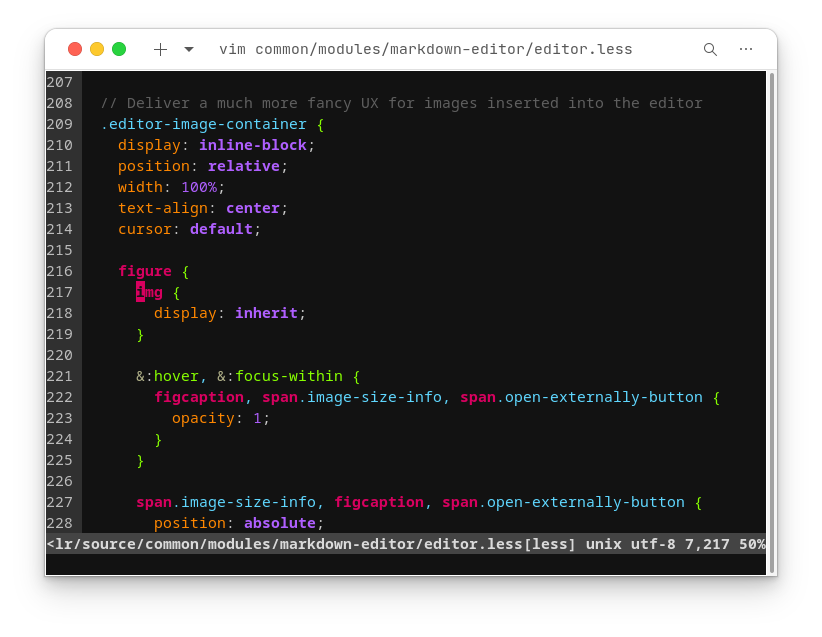 vim common/modules/markdown-editor/editor.less
207
208  // Deliver a much more fancy UX for images inserted into the editor
209  .editor-image-container {
210    display: inline-block;
211    position: relative;
212    width: 100%;
213    text-align: center;
214    cursor: default;
215
216    figure {
217      img {
218        display: inherit;
219      }
220
221      &:hover, &:focus-within {
222        figcaption, span.image-size-info, span.open-externally-button {
223          opacity: 1;
224        }
225      }
226
227      span.image-size-info, figcaption, span.open-externally-button {
228        position: absolute;
<lr/source/common/modules/markdown-editor/editor.less[less] unix utf-8 7,217 50%